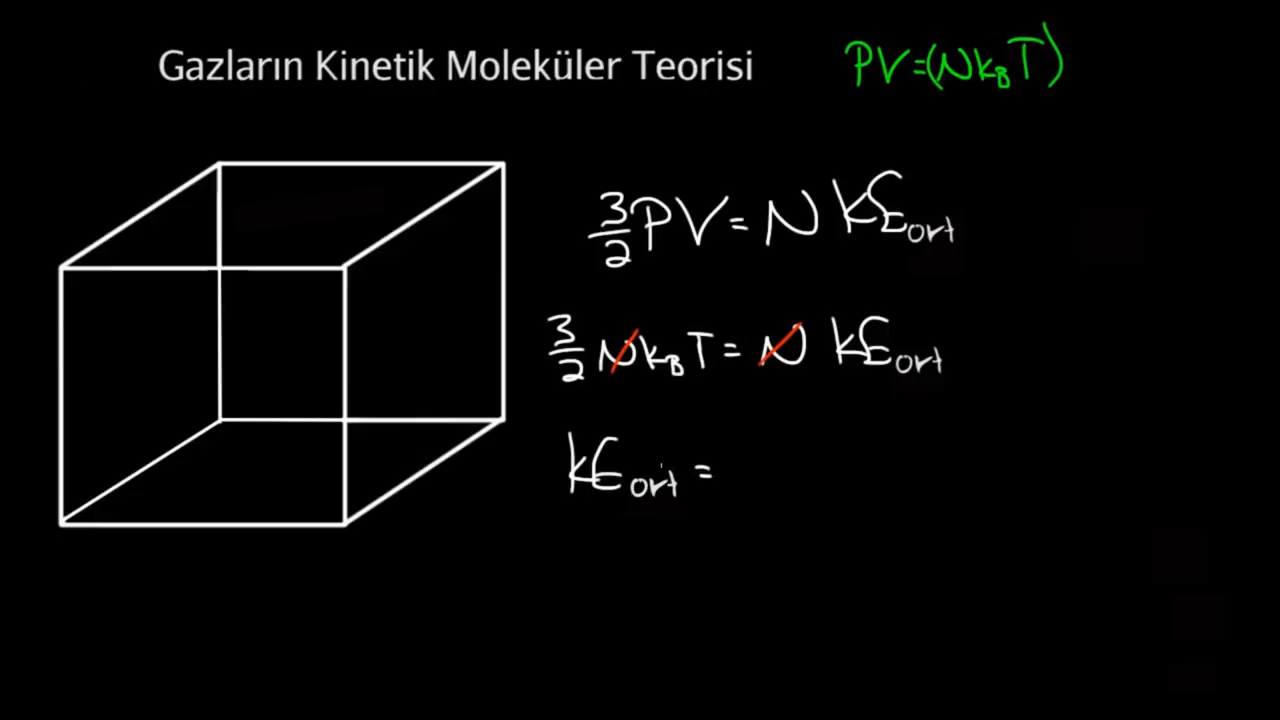 Gazların Kinetik Moleküler Teorisi
PV=(Nk_BT)
3/2 PV = N KE_ort
3/2 Nk_BT = N KE_ort
KE_ort =